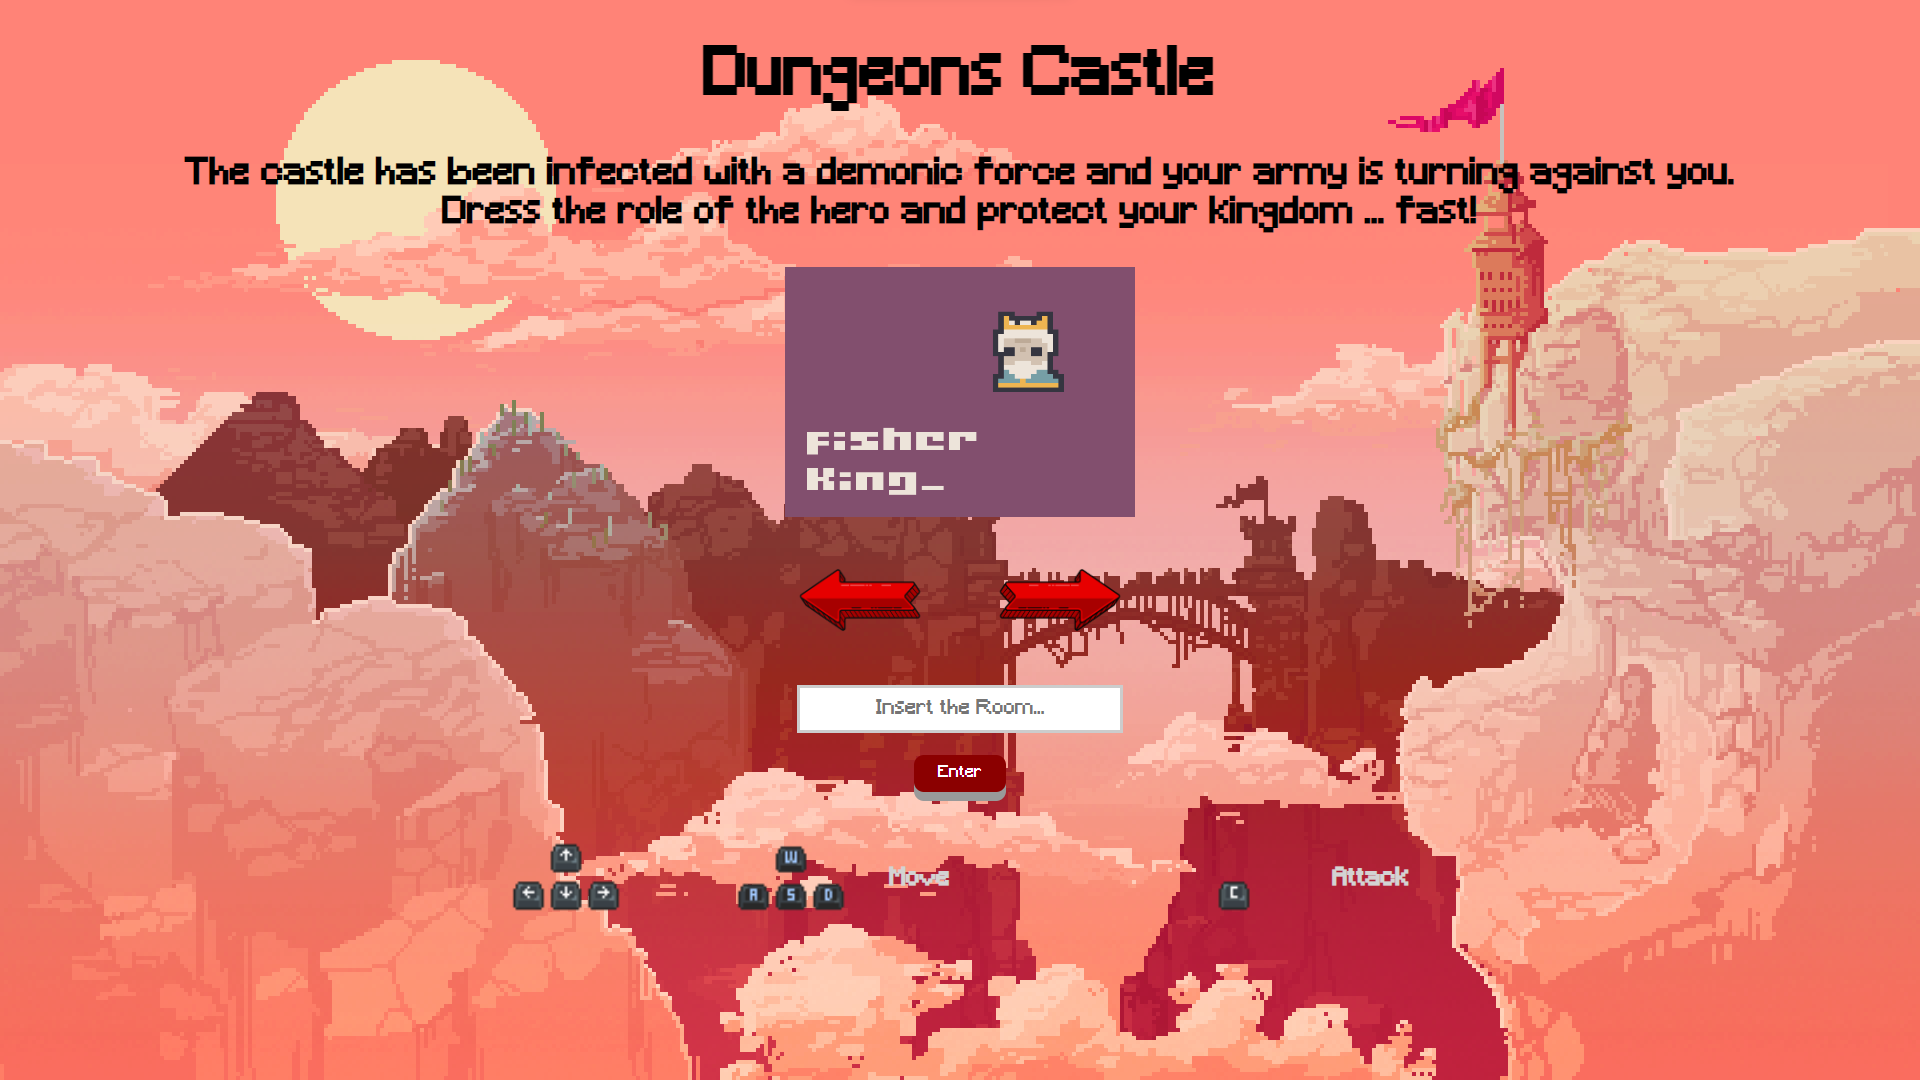 Dungeons Castle
The castle has been infected with a demonic force and your army is turning against you.
Dress the role of the hero and protect your kingdom ... fast!
Fisher
King_
Insert the Room...
Enter
W
A S D
Move
C
Attack